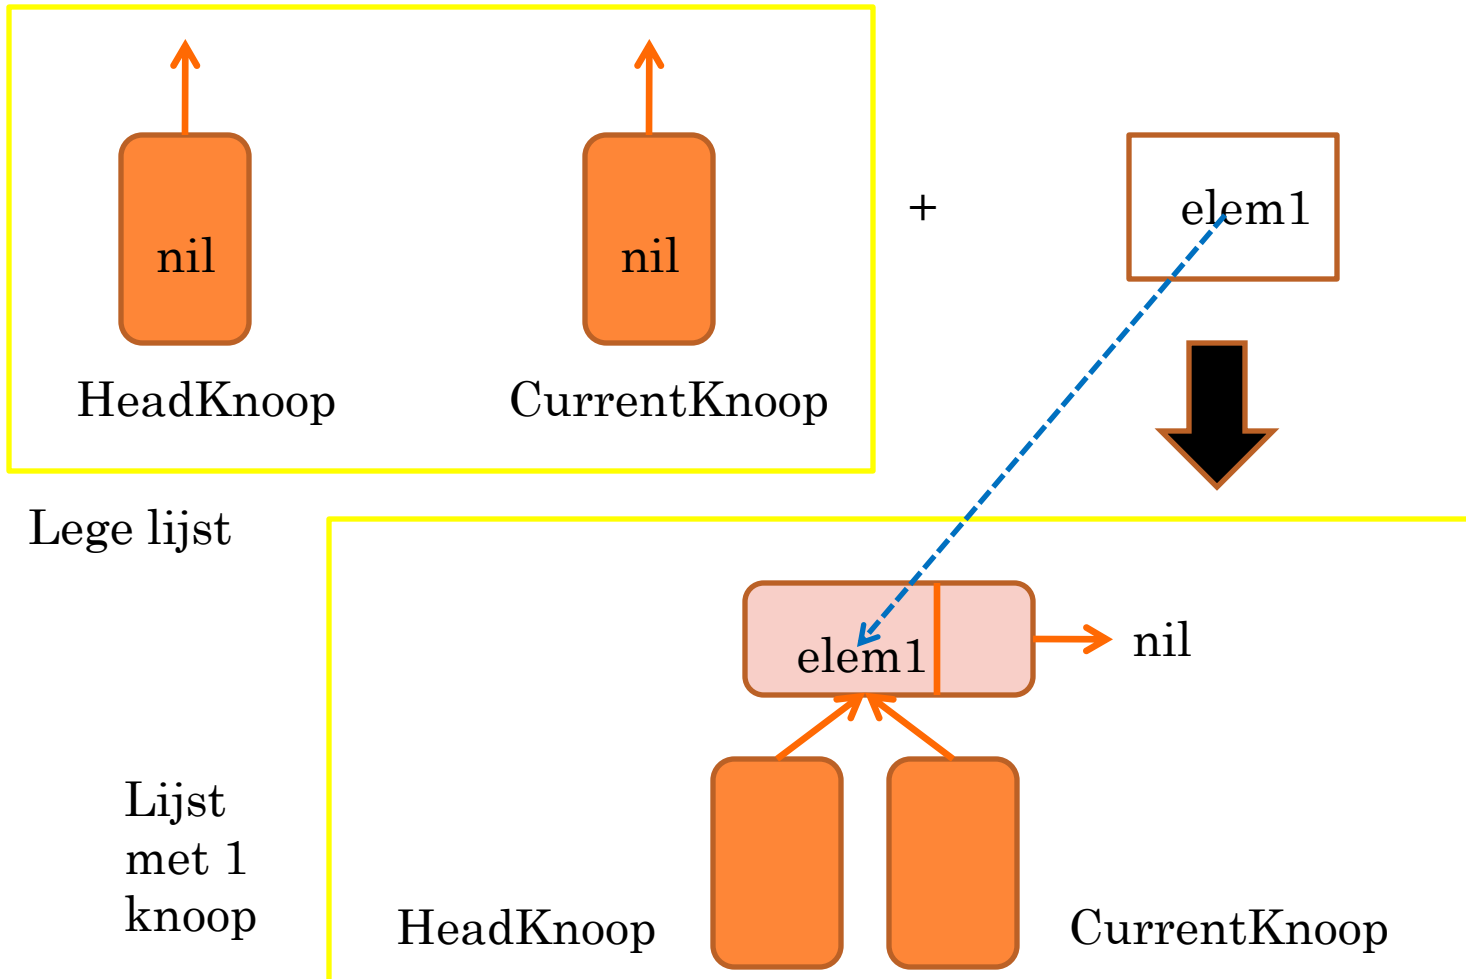 nil
nil
+
elem1
HeadKnoop
CurrentKnoop
Lege lijst
elem1
nil
Lijst
met 1
knoop
HeadKnoop
CurrentKnoop